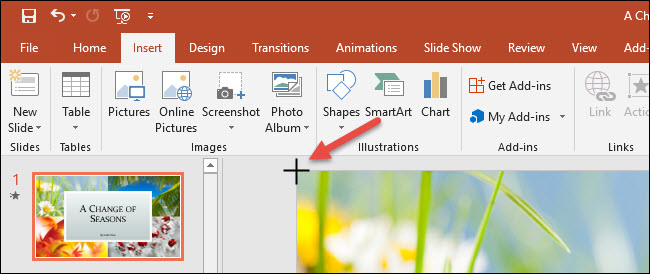 A Ch
File Home Insert Design Transitions Animations Slide Show Review View Add-
New Slide
Table
Pictures
Online Pictures
Screenshot
Photo Album
Shapes
SmartArt
Chart
Get Add-ins
My Add-ins
Link
Action
Slides Tables Images Illustrations Add-ins Links
1
A CHANGE OF
SEASONS